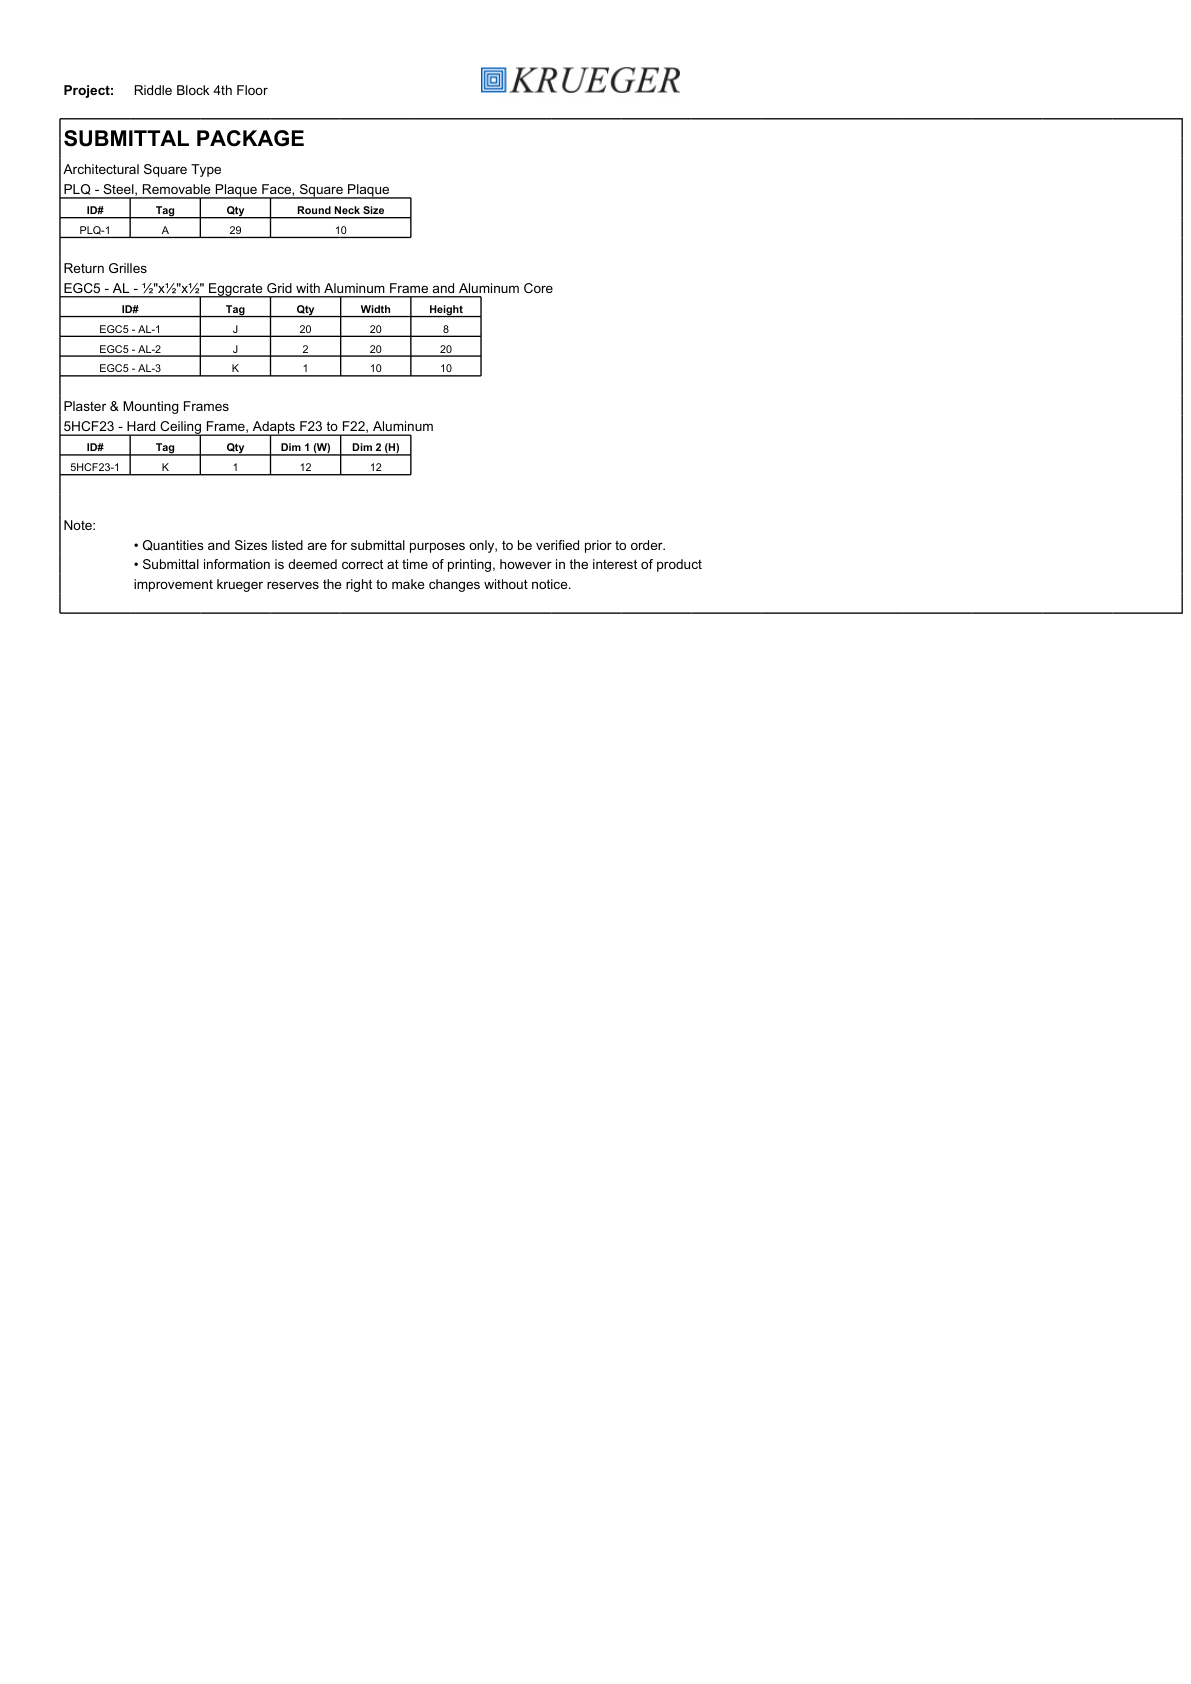 KRUEGER
Project: Riddle Block 4th Floor
SUBMITTAL PACKAGE
Architectural Square Type
PLQ - Steel, Removable Plaque Face, Square Plaque
ID# Tag Qty Round Neck Size
PLQ-1 A 29 10
Return Grilles
EGC5 - AL - ½"x½"x½" Eggcrate Grid with Aluminum Frame and Aluminum Core
ID# Tag Qty Width Height
EGC5 - AL-1 J 20 20 8
EGC5 - AL-2 J 2 20 20
EGC5 - AL-3 K 1 10 10
Plaster & Mounting Frames
5HCF23 - Hard Ceiling Frame, Adapts F23 to F22, Aluminum
ID# Tag Qty Dim 1 (W) Dim 2 (H)
5HCF23-1 K 1 12 12
Note:
• Quantities and Sizes listed are for submittal purposes only, to be verified prior to order.
• Submittal information is deemed correct at time of printing, however in the interest of product
improvement krueger reserves the right to make changes without notice.